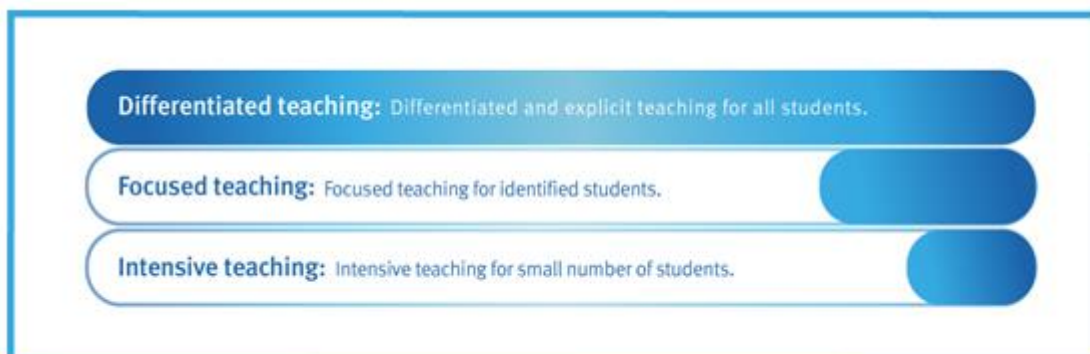 Differentiated teaching: Differentiated and explicit teaching for all students.
Focused teaching: Focused teaching for identified students.
Intensive teaching: Intensive teaching for small number of students.